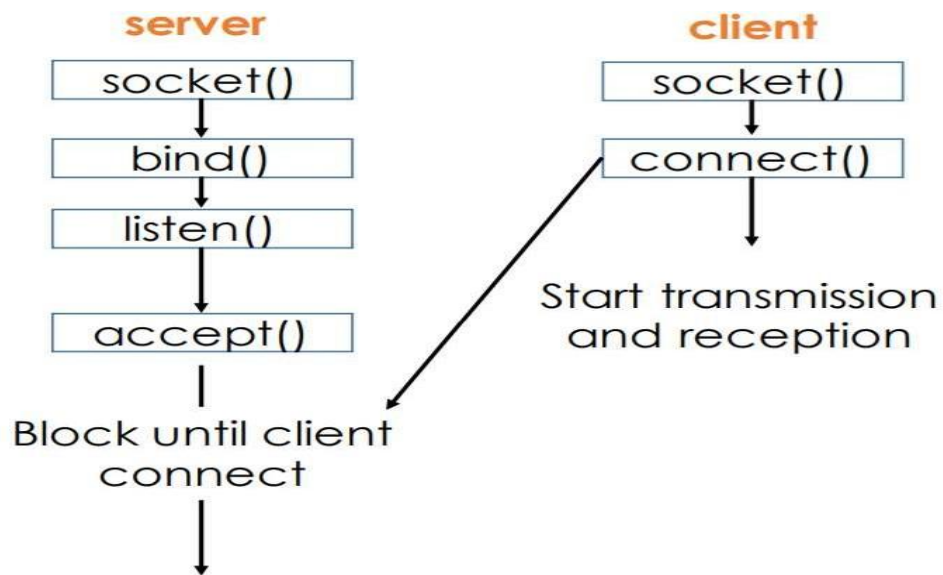 server
socket()
bind()
listen()
accept()
Block until client
connect
client
socket()
connect()
Start transmission
and reception